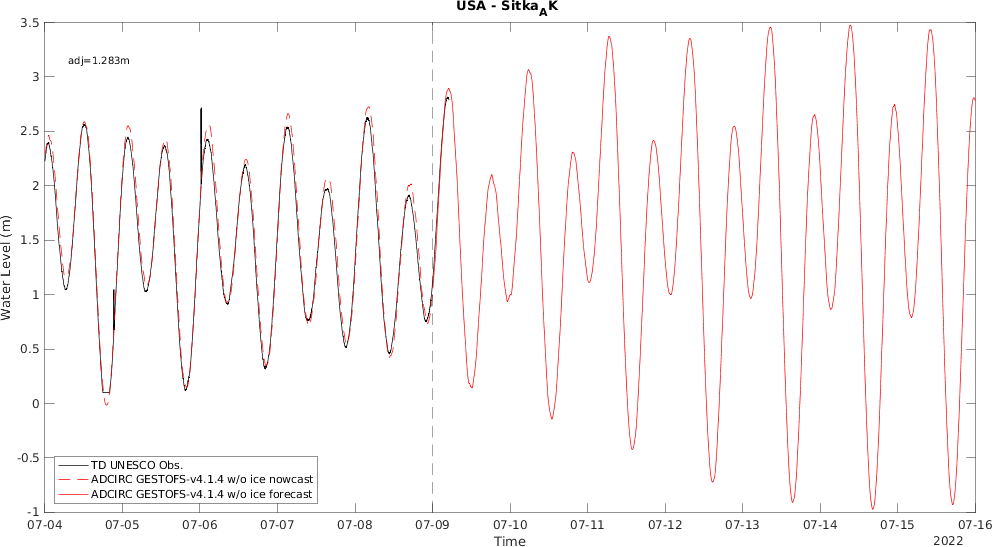 USA - Sitka_AK
adj=1.283m
3.5
3
2.5
2
1.5
1
0.5
0
-0.5
-1
Water Level (m)
TD UNESCO Obs.
ADCIRC GESTOFS-v4.1.4 w/o ice nowcast
ADCIRC GESTOFS-v4.1.4 w/o ice forecast
07-04 07-05 07-06 07-07 07-08 07-09 07-10 07-11 07-12 07-13 07-14 07-15 07-16
Time
2022